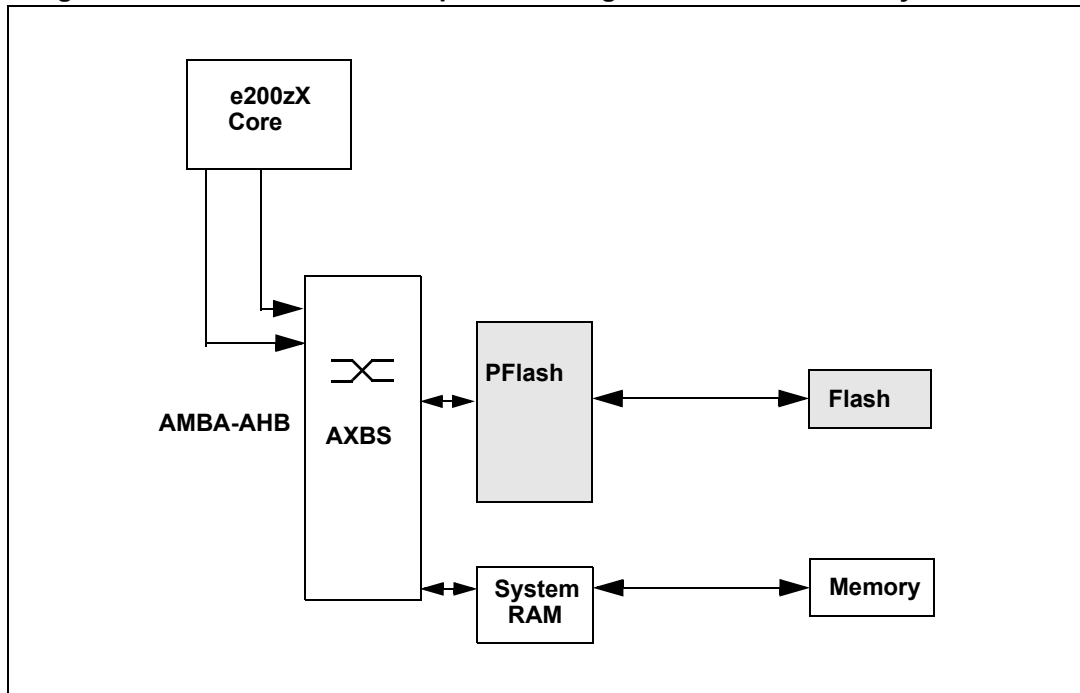 e200zX
Core
AMBA-AHB
AXBS
PFlash
Flash
System
RAM
Memory